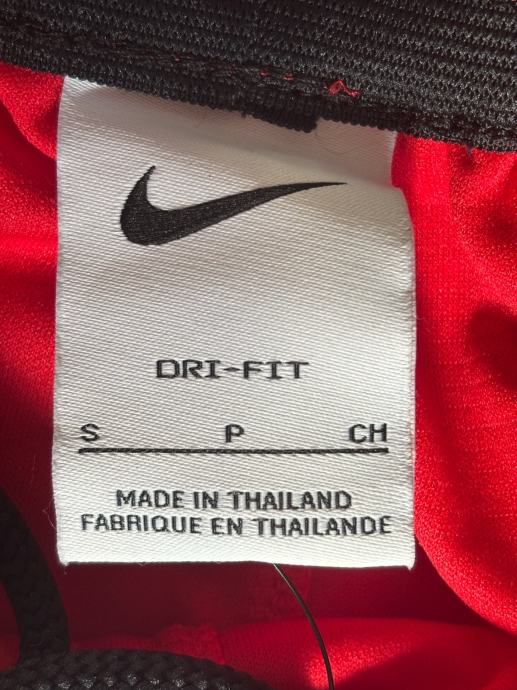 DRI-FIT
S P CH
MADE IN THAILAND
FABRIQUE EN THAILANDE